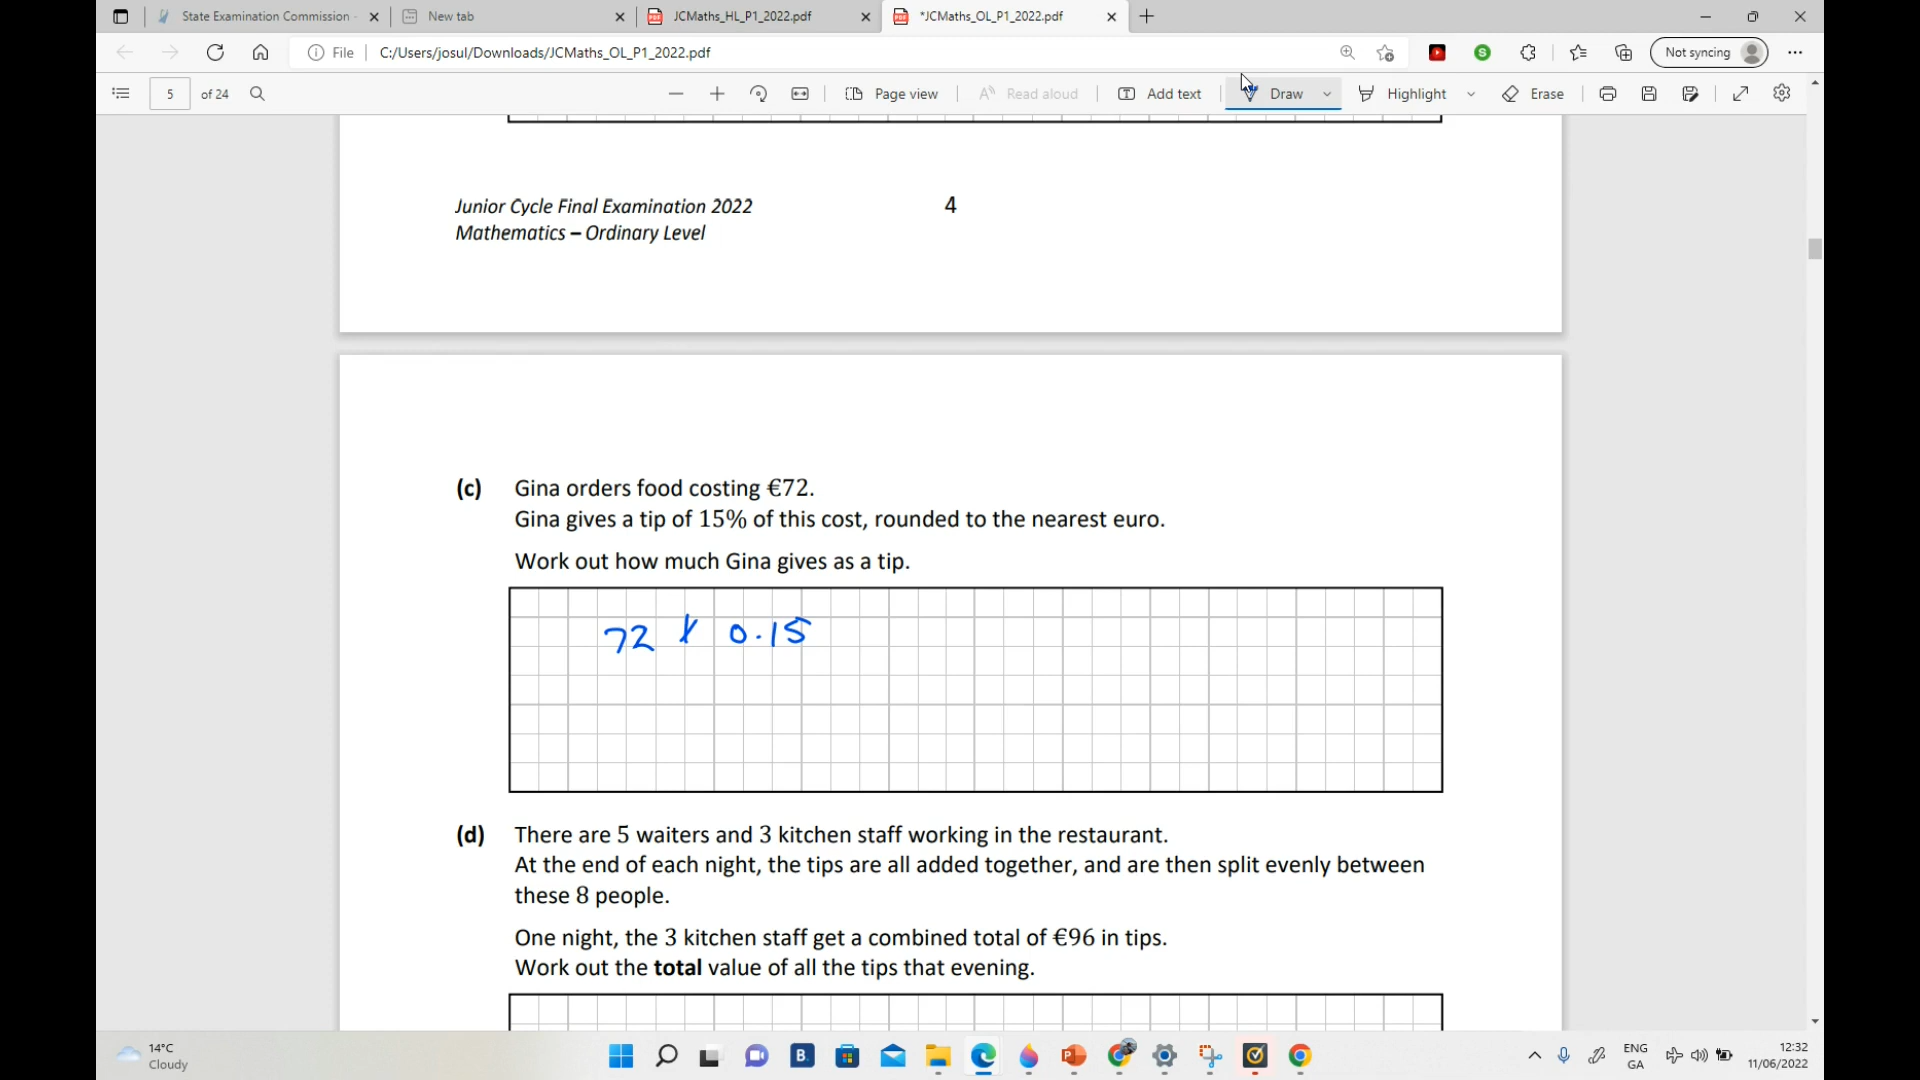 State Examination Commission -
New tab
JCMaths_HL_P1_2022.pdf
*JCMaths_OL_P1_2022.pdf
File
C:/Users/josul/Downloads/JCMaths_OL_P1_2022.pdf
Not syncing
5 of 24
Page view
Read aloud
Add text
Draw
Highlight
Erase
Junior Cycle Final Examination 2022
4
Mathematics – Ordinary Level
(c) Gina orders food costing €72.
Gina gives a tip of 15% of this cost, rounded to the nearest euro.
Work out how much Gina gives as a tip.
72 x 0.15
(d) There are 5 waiters and 3 kitchen staff working in the restaurant.
At the end of each night, the tips are all added together, and are then split evenly between
these 8 people.
One night, the 3 kitchen staff get a combined total of €96 in tips.
Work out the total value of all the tips that evening.
14°C
Cloudy
B.
ENG
GA
12:32
11/06/2022